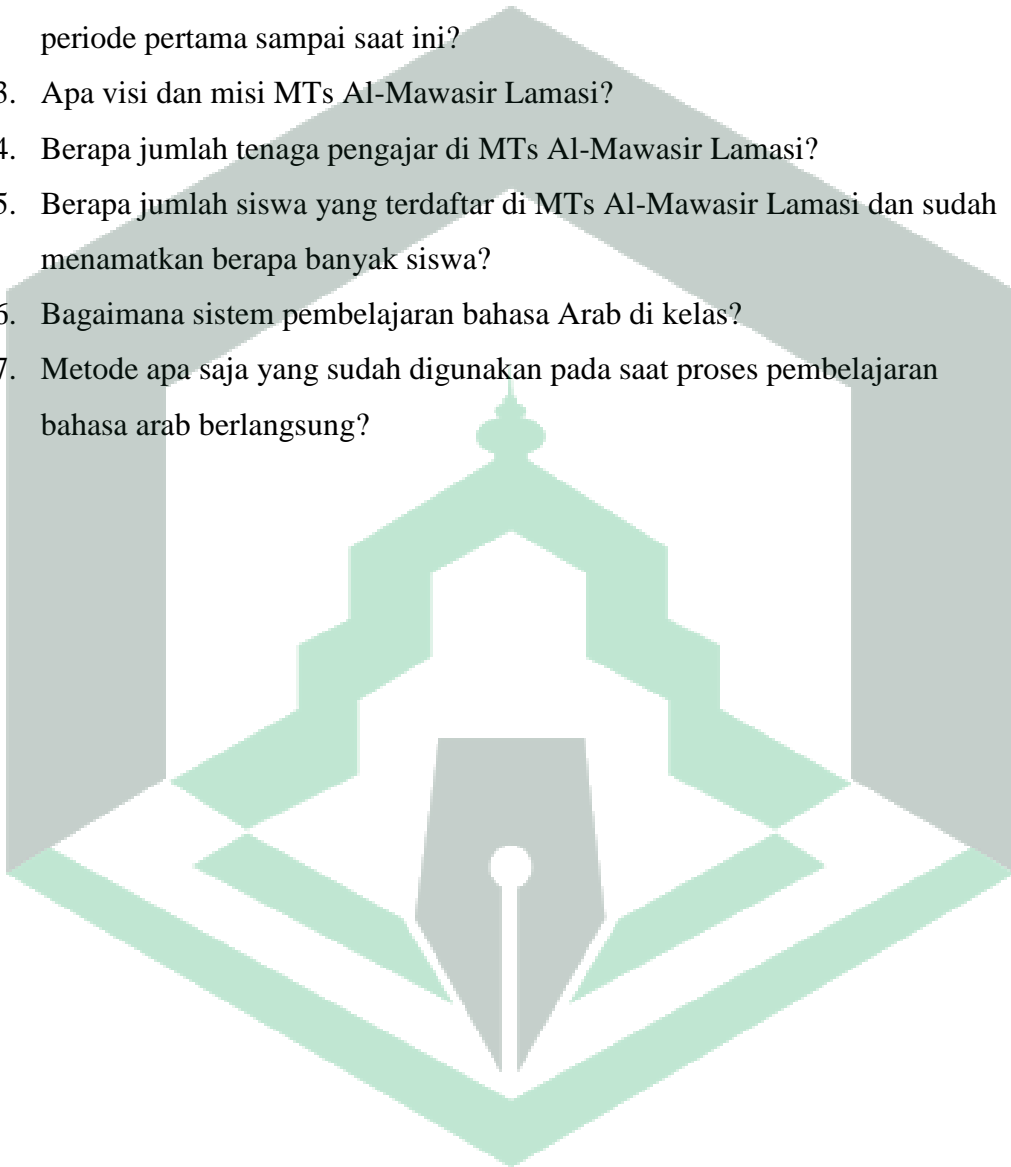 periode pertama sampai saat ini?
3. Apa visi dan misi MTs Al-Mawasir Lamasi?
4. Berapa jumlah tenaga pengajar di MTs Al-Mawasir Lamasi?
5. Berapa jumlah siswa yang terdaftar di MTs Al-Mawasir Lamasi dan sudah
menamatkan berapa banyak siswa?
6. Bagaimana sistem pembelajaran bahasa Arab di kelas?
7. Metode apa saja yang sudah digunakan pada saat proses pembelajaran
bahasa arab berlangsung?